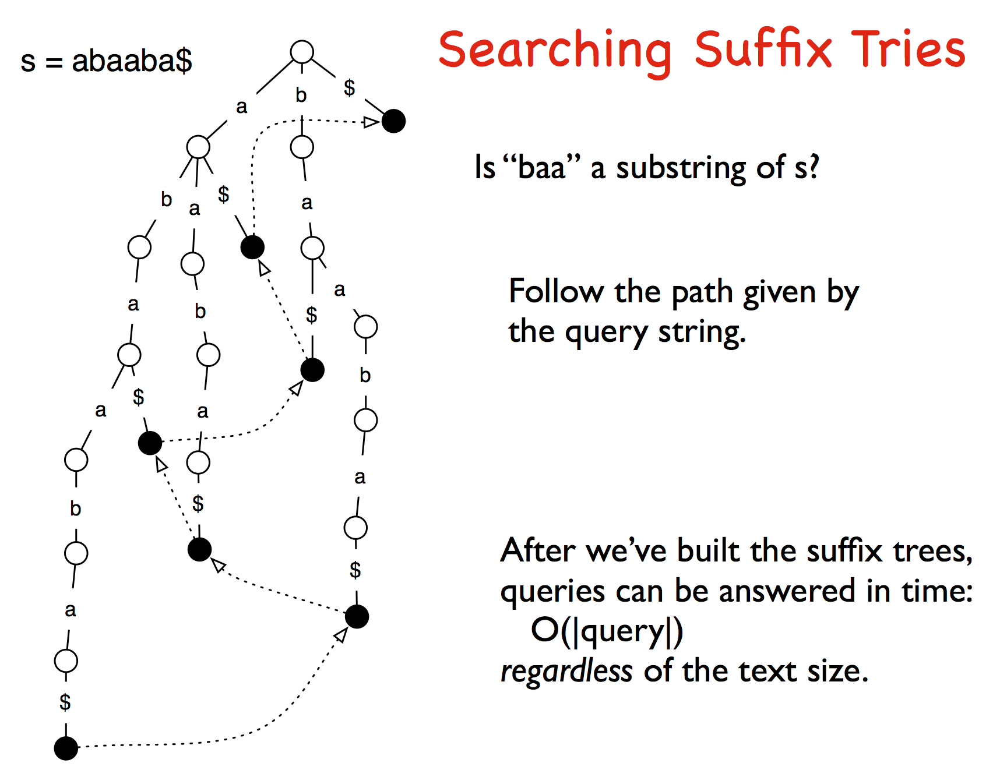 s = abaaba$
Searching Suffix Tries
$
b
a
Is “baa” a substring of s?
$
b
a
a
Follow the path given by
the query string.
a
a
b
$
b
$
a
a
a
$
b
After we’ve built the suffix trees,
queries can be answered in time:
O(|query|)
regardless of the text size.
$
a
$